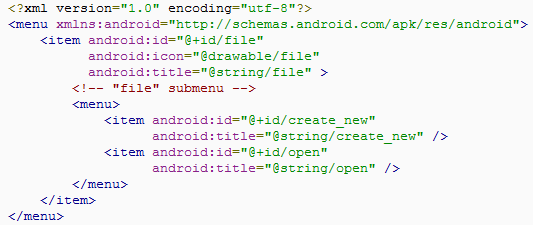 <?xml version="1.0" encoding="utf-8"?>
<menu xmlns:android="http://schemas.android.com/apk/res/android">
    <item android:id="@+id/file"
          android:icon="@drawable/file"
          android:title="@string/file" >
        <!-- "file" submenu -->
        <menu>
            <item android:id="@+id/create_new"
                  android:title="@string/create_new" />
            <item android:id="@+id/open"
                  android:title="@string/open" />
        </menu>
    </item>
</menu>